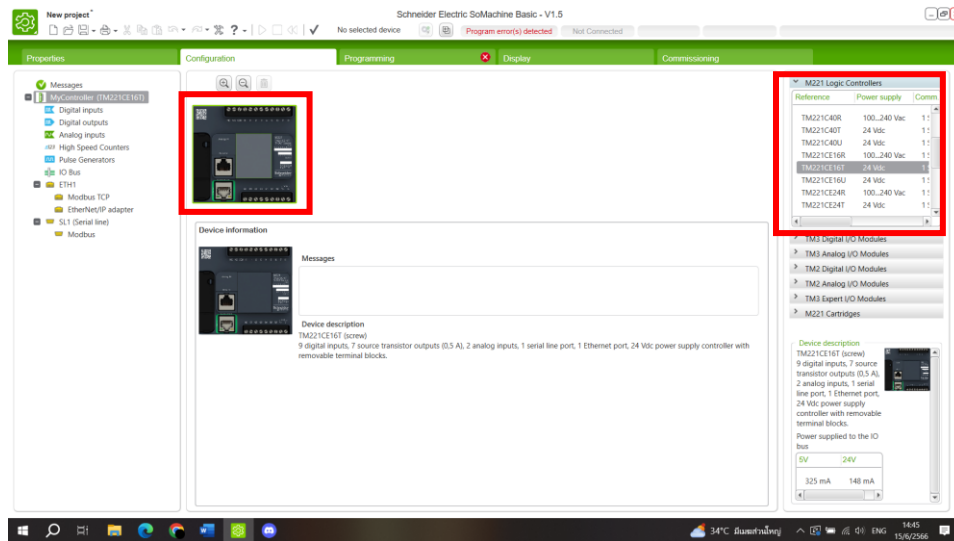 New project*
Schneider Electric SoMachine Basic - V1.5
No selected device
Program error(s) detected
Not Connected
Properties
Configuration
Programming
Display
Commissioning
Messages
MyController (TM221CE16T)
Digital inputs
Digital outputs
Analog inputs
High Speed Counters
Pulse Generators
IO Bus
ETH1
Modbus TCP
EtherNet/IP adapter
SL1 (Serial line)
Modbus
Device information
Messages
Device description
TM221CE16T (screw)
9 digital inputs, 7 source transistor outputs (0,5 A), 2 analog inputs, 1 serial line port, 1 Ethernet port, 24 Vdc power supply controller with
removable terminal blocks.
M221 Logic Controllers
Reference Power supply Comm
TM221C40R 100...240 Vac 1
TM221C40T 24 Vdc 1
TM221C40U 24 Vdc 1
TM221CE16R 100...240 Vac 1
TM221CE16T 24 Vdc 1
TM221CE16U 24 Vdc 1
TM221CE24R 100...240 Vac 1
TM221CE24T 24 Vdc 1
TM3 Digital I/O Modules
TM3 Analog I/O Modules
TM2 Digital I/O Modules
TM2 Analog I/O Modules
TM3 Expert I/O Modules
M221 Cartridges
Device description
TM221CE16T (screw)
9 digital inputs, 7 source
transistor outputs (0,5 A),
2 analog inputs, 1 serial
line port, 1 Ethernet port,
24 Vdc power supply
controller with removable
terminal blocks.
Power supplied to the IO
bus
5V 24V
325 mA 148 mA
34°C มีเมฆส่วนใหญ่
ENG
14:45
15/6/2566